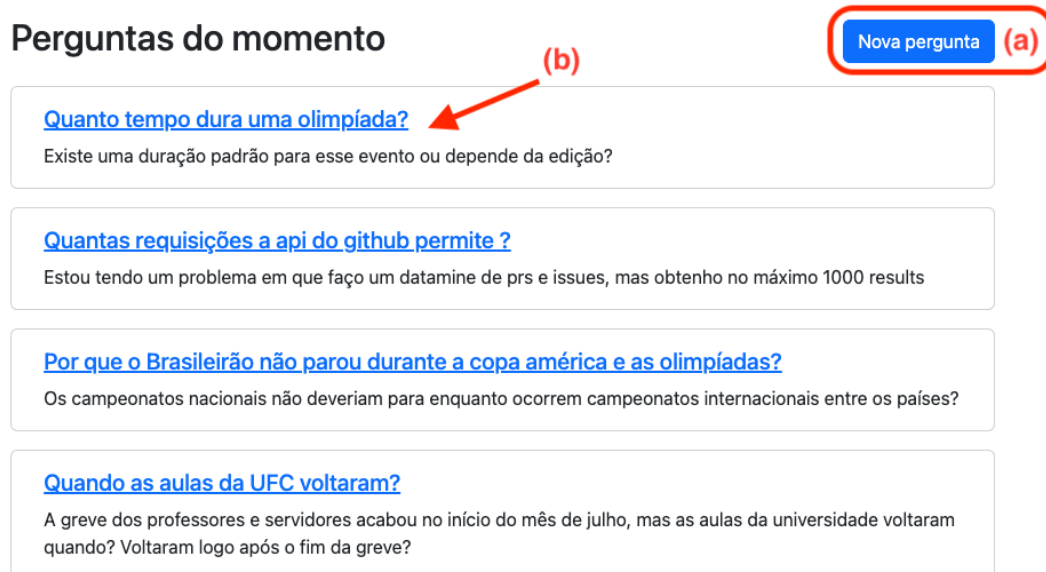 Perguntas do momento
Nova pergunta
(a)
(b)
Quanto tempo dura uma olimpíada?
Existe uma duração padrão para esse evento ou depende da edição?
Quantas requisições a api do github permite ?
Estou tendo um problema em que faço um datamine de prs e issues, mas obtenho no máximo 1000 results
Por que o Brasileirão não parou durante a copa américa e as olimpíadas?
Os campeonatos nacionais não deveriam para enquanto ocorrem campeonatos internacionais entre os países?
Quando as aulas da UFC voltaram?
A greve dos professores e servidores acabou no início do mês de julho, mas as aulas da universidade voltaram
quando? Voltaram logo após o fim da greve?